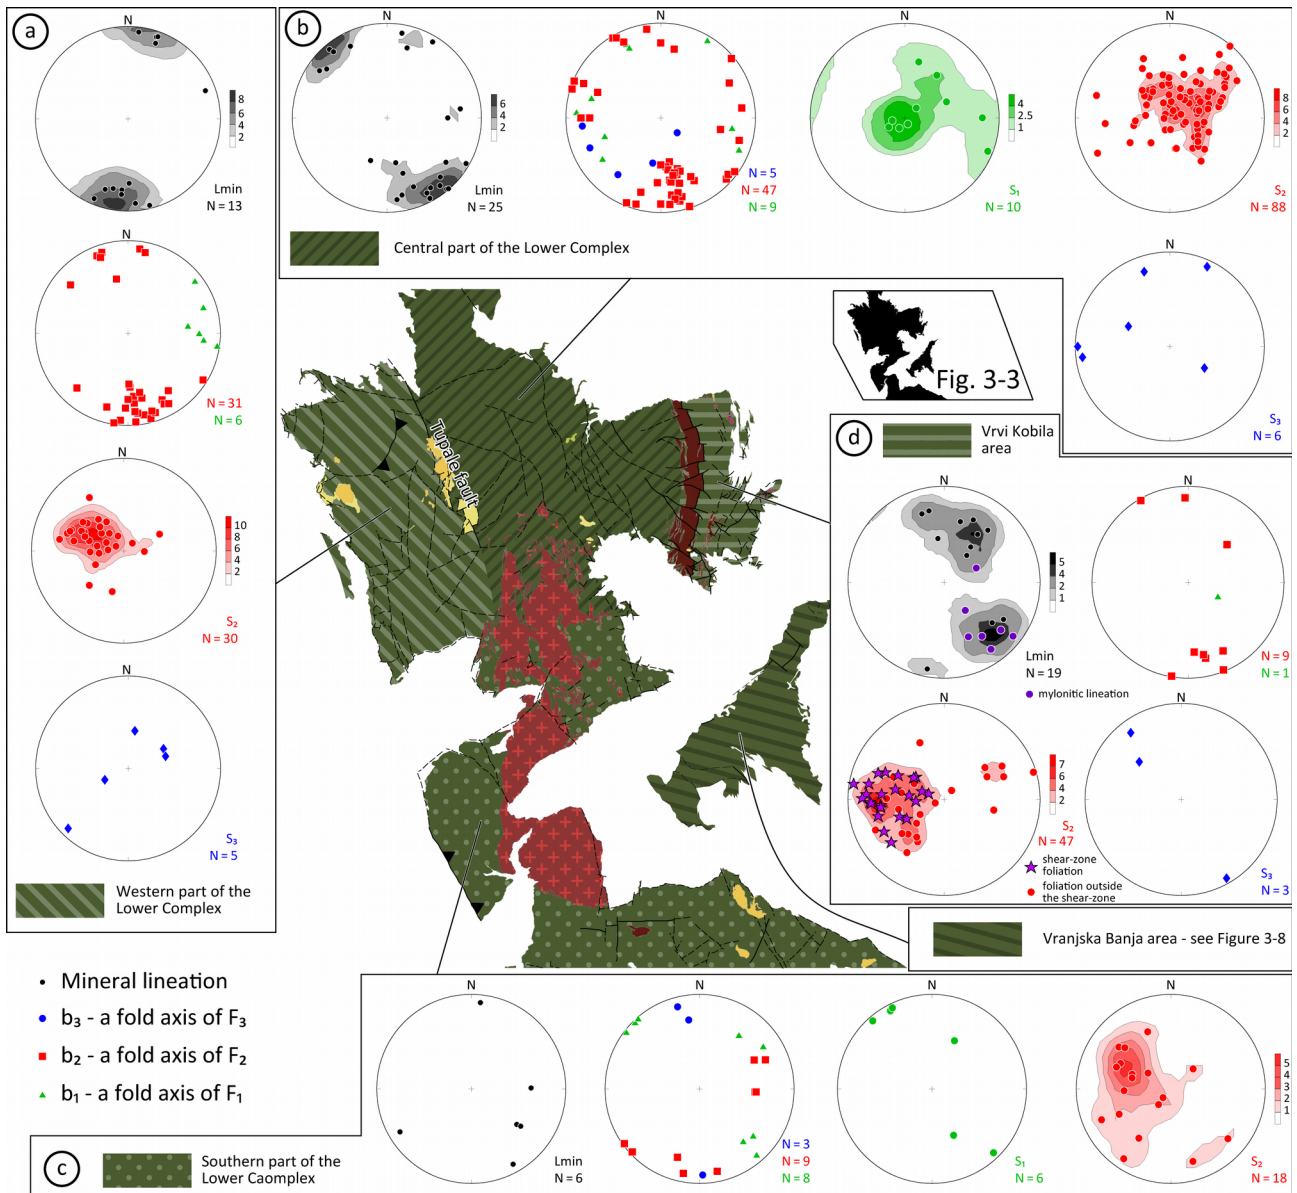 a
N
8
6
4
2
Lmin
N = 13
N
N = 31
N = 6
N
10
8
6
4
2
S₂
N = 30
N
S₃
N = 5
Western part of the
Lower Complex
b
N
6
4
2
Lmin
N = 25
N
N = 5
N = 47
N = 9
N
4
2.5
1
S₁
N = 10
N
8
6
4
2
S₂
N = 88
Central part of the Lower Complex
N
S₃
N = 6
Fig. 3-3
Tupale fault
d
Vrvi Kobila
area
N
5
4
2
1
Lmin
N = 19
mylonitic lineation
N
N = 9
N = 1
N
7
6
4
2
S₂
N = 47
shear-zone
foliation
foliation outside
the shear-zone
N
S₃
N = 3
Vranjska Banja area - see Figure 3-8
Mineral lineation
b₃ - a fold axis of F₃
b₂ - a fold axis of F₂
b₁ - a fold axis of F₁
c
Southern part of the
Lower Caomplex
N
Lmin
N = 6
N
N = 3
N = 9
N = 8
N
S₁
N = 6
N
5
4
3
2
1
S₂
N = 18